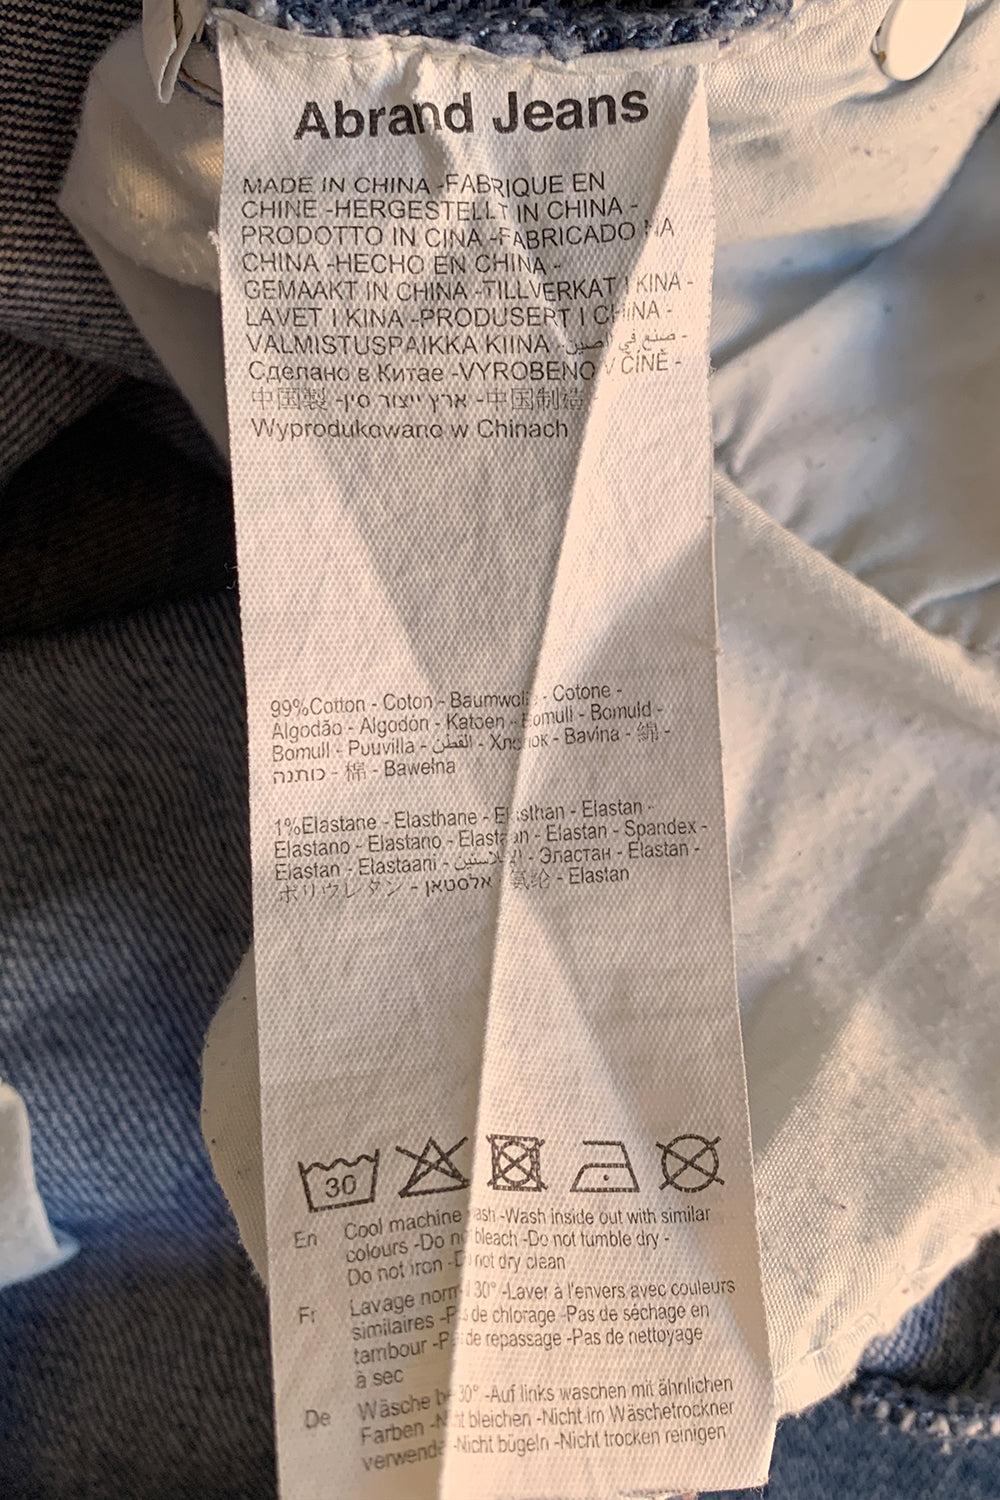 Abrand Jeans
MADE IN CHINA -FABRIQUE EN
CHINE -HERGESTELLT IN CHINA -
PRODOTTO IN CINA -FABRICADO NA
CHINA -HECHO EN CHINA -
GEMAAKT IN CHINA -TILLVERKAT I KINA -
LAVET I KINA -PRODUSERT I CHINA -
VALMISTUSPAIKKA KIINA -صنع في الصين -
Сделано в Китае -VYROBENO V ČÍNĚ -
中国製 -ארץ ייצור סין -中国制造
Wyprodukowano w Chinach
99%Cotton - Coton - Baumwolle - Cotone -
Algodão - Algodón - Katoen - Bomull - Bomuld -
Bomull - Puuvilla - القطن - Хлопок - Bavina - 綿 -
כותנה - 棉 - Bawełna
1%Elastane - Elasthane - Elasthan - Elastan -
Elastano - Elastano - Elastaan - Elastan - Spandex -
Elastan - Elastaani - الإيلاستين - Эластан - Elastan -
ポリウレタン - אלסטאן - 氨纶 - Elastan
30
En Cool machine wash -Wash inside out with similar
colours -Do not bleach -Do not tumble dry -
Do not iron -Do not dry clean
Fr Lavage normal 30° -Laver à l'envers avec couleurs
similaires -Pas de chlorage -Pas de séchage en
tambour -Pas de repassage -Pas de nettoyage
à sec
De Wäsche bei 30° -Auf links waschen mit ähnlichen
Farben -Nicht bleichen -Nicht im Wäschetrockner
verwenden -Nicht bügeln -Nicht trocken reinigen